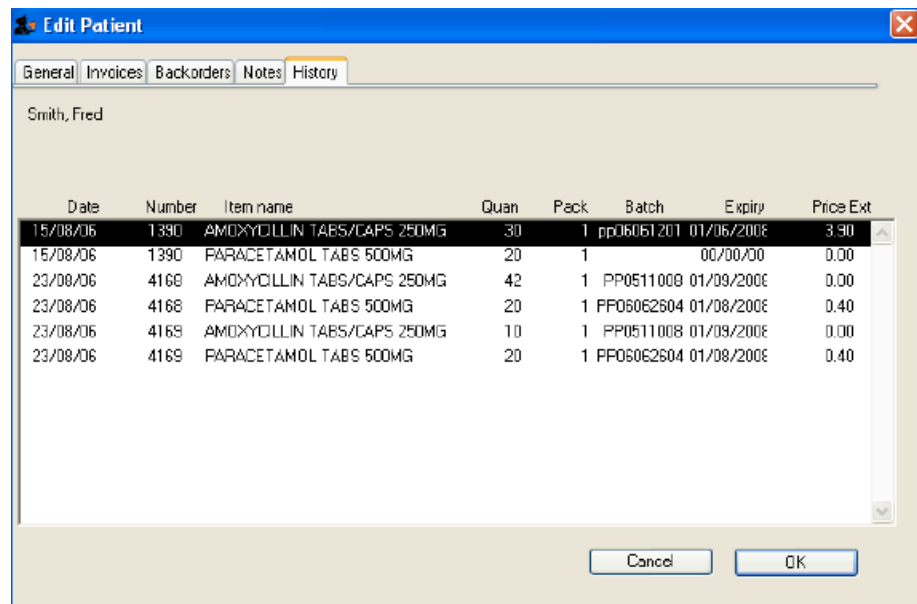 Edit Patient
General Invoices Backorders Notes History
Smith, Fred
Date Number Item name Quan Pack Batch Expiry Price Ext
15/08/06 1390 AMOXYCILLIN TABS/CAPS 250MG 30 1 pp06061201 01/06/2008 3.90
15/08/06 1390 PARACETAMOL TABS 500MG 20 1 00/00/00 0.00
23/08/06 4168 AMOXYCILLIN TABS/CAPS 250MG 42 1 PP0511008 01/09/2008 0.00
23/08/06 4168 PARACETAMOL TABS 500MG 20 1 PP06062604 01/08/2008 0.40
23/08/06 4169 AMOXYCILLIN TABS/CAPS 250MG 10 1 PP0511008 01/09/2008 0.00
23/08/06 4169 PARACETAMOL TABS 500MG 20 1 PP06062604 01/08/2008 0.40
Cancel OK